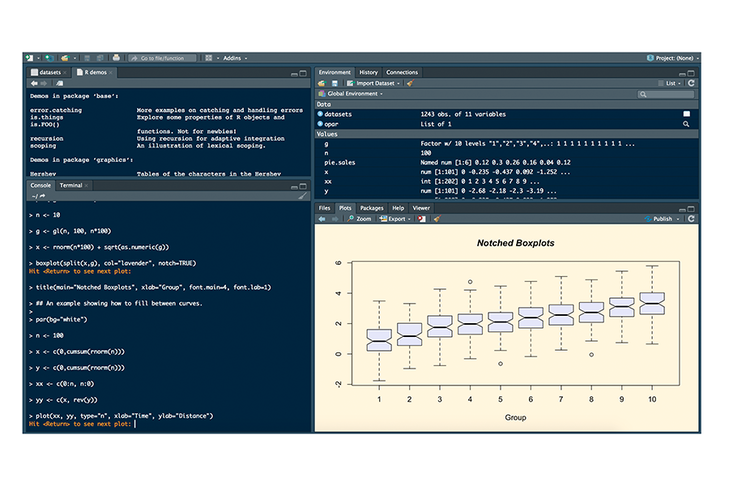 Go to file/function
Addins
Project: (None)
datasets
R demos
Demos in package ‘base’:
error.catching More examples on catching and handling errors
is.things Explore some properties of R objects and
is.FOO() functions. Not for newbies!
recursion Using recursion for adaptive integration
scoping An illustration of lexical scoping.
Demos in package ‘graphics’:
Hershey Tables of the characters in the Hershey
Console Terminal
~/
> n <- 10
> g <- gl(n, 100, n*100)
> x <- rnorm(n*100) + sqrt(as.numeric(g))
> boxplot(split(x,g), col="lavender", notch=TRUE)
Hit <Return> to see next plot:
> title(main="Notched Boxplots", xlab="Group", font.main=4, font.lab=1)
> ## An example showing how to fill between curves.
>
> par(bg="white")
> n <- 100
> x <- c(0,cumsum(rnorm(n)))
> y <- c(0,cumsum(rnorm(n)))
> xx <- c(0:n, n:0)
> yy <- c(x, rev(y))
> plot(xx, yy, type="n", xlab="Time", ylab="Distance")
Hit <Return> to see next plot:
Environment History Connections
Import Dataset List
Global Environment
Data
datasets 1243 obs. of 11 variables
opar List of 1
Values
g Factor w/ 10 levels "1","2","3","4",..: 1 1 1 1 1 1 1 1 1 1 ...
n 100
pie.sales Named num [1:6] 0.12 0.3 0.26 0.16 0.04 0.12
x num [1:101] 0 -0.235 -0.437 0.092 -1.252 ...
xx int [1:202] 0 1 2 3 4 5 6 7 8 9 ...
y num [1:101] 0 -2.68 -2.18 -2.3 -3.19 ...
Files Plots Packages Help Viewer
Zoom Export Publish
Notched Boxplots
6
4
2
0
-2
1 2 3 4 5 6 7 8 9 10
Group